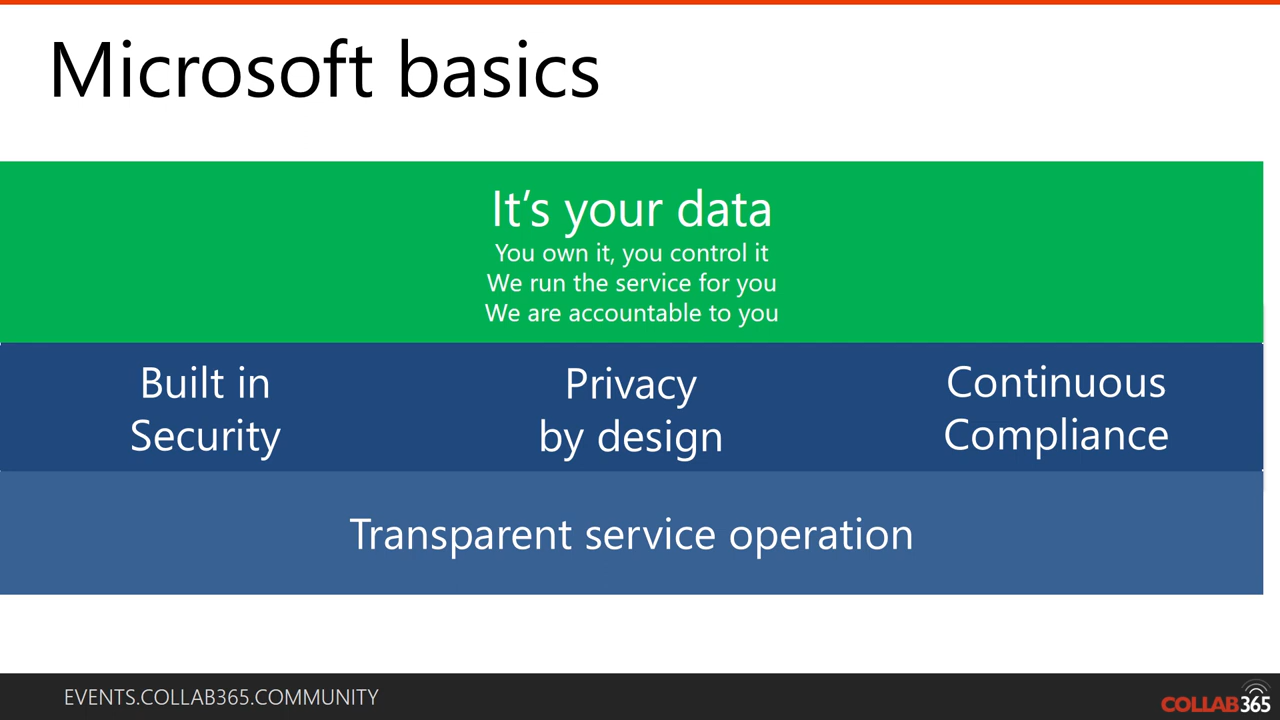 Microsoft basics
It's your data
You own it, you control it
We run the service for you
We are accountable to you
Built in
Security
Privacy
by design
Continuous
Compliance
Transparent service operation
EVENTS.COLLAB365.COMMUNITY
COLLAB365